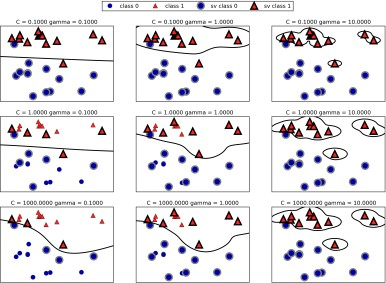 class 0 class 1 sv class 0 sv class 1
C = 0.1000 gamma = 0.1000 C = 0.1000 gamma = 1.0000 C = 0.1000 gamma = 10.0000
C = 1.0000 gamma = 0.1000 C = 1.0000 gamma = 1.0000 C = 1.0000 gamma = 10.0000
C = 1000.0000 gamma = 0.1000 C = 1000.0000 gamma = 1.0000 C = 1000.0000 gamma = 10.0000